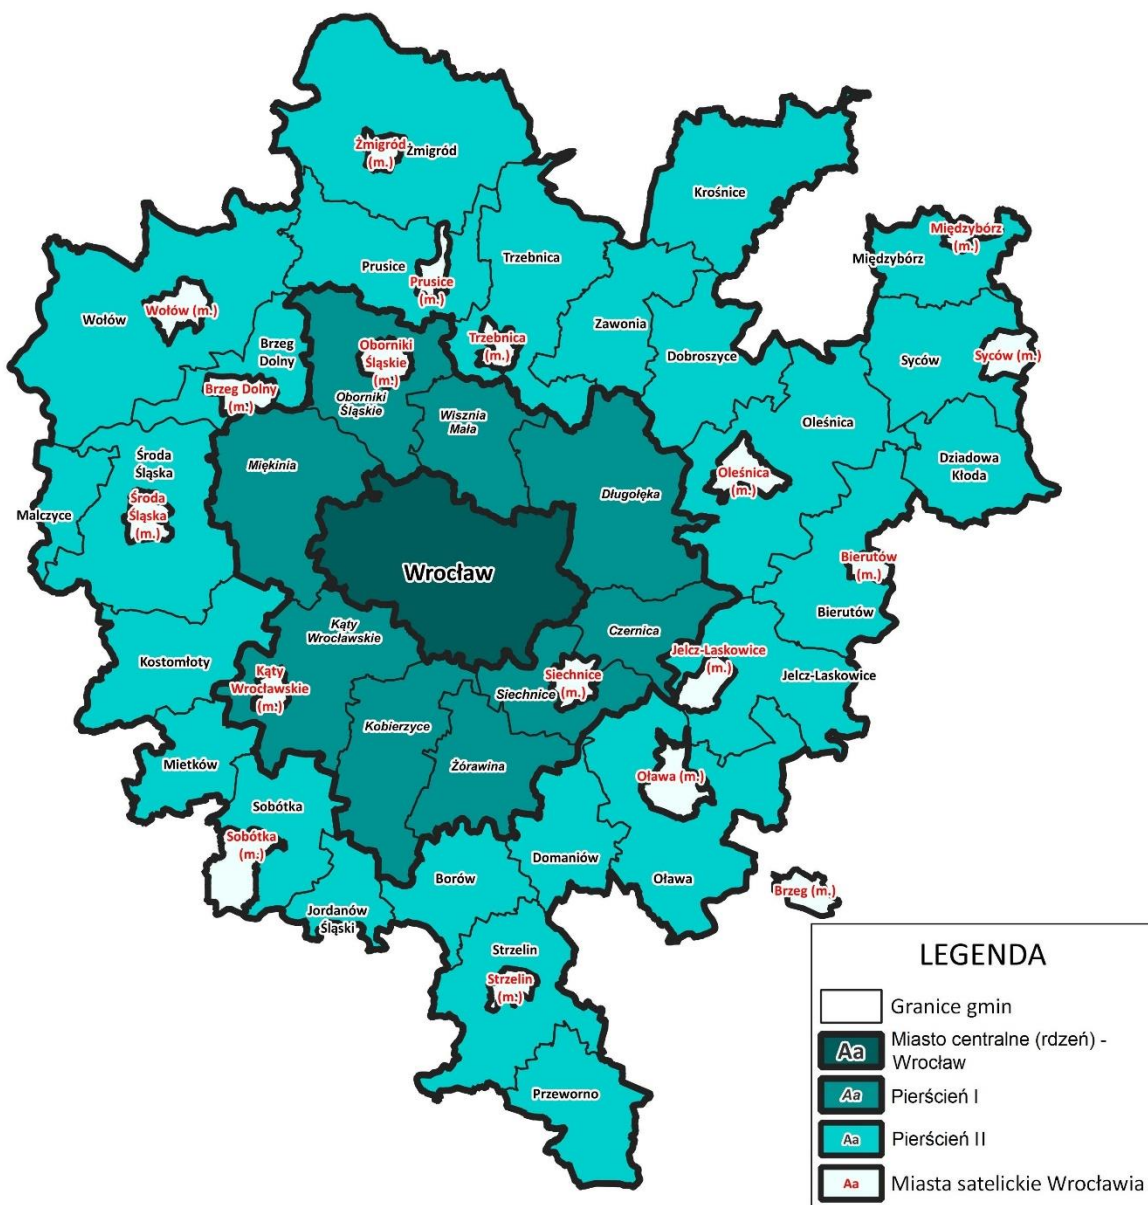 Żmigród
(m.)
Żmigród
Krośnice
Międzybórz
(m.)
Międzybórz
Trzebnica
Prusice
Prusice
(m.)
Wołów (m.)
Wołów
Zawonia
Brzeg
Dolny
Oborniki
Śląskie
(m.)
Trzebnica
(m.)
Dobroszyce
Syców (m.)
Syców
Brzeg Dolny
(m.)
Oborniki
Śląskie
Wisznia
Mała
Oleśnica
Środa
Śląska
Miękinia
Dziadowa
Kłoda
Oleśnica
(m.)
Długołęka
Środa
Śląska
(m.)
Malczyce
Wrocław
Bierutów
(m.)
Bierutów
Kąty
Wrocławskie
Czernica
Jelcz-Laskowice
(m.)
Kostomłoty
Kąty
Wrocławskie
(m.)
Siechnice
(m.)
Siechnice
Jelcz-Laskowice
Kobierzyce
Mietków
Żórawina
Oława (m.)
Sobótka
Sobótka
(m.)
Domaniów
Borów
Oława
Brzeg (m.)
Jordanów
Śląski
Strzelin
Strzelin
(m.)
Przeworno
LEGENDA
Granice gmin
Aa Miasto centralne (rdzeń) -
Wrocław
Aa Pierścień I
Aa Pierścień II
Aa Miasta satelickie Wrocławia